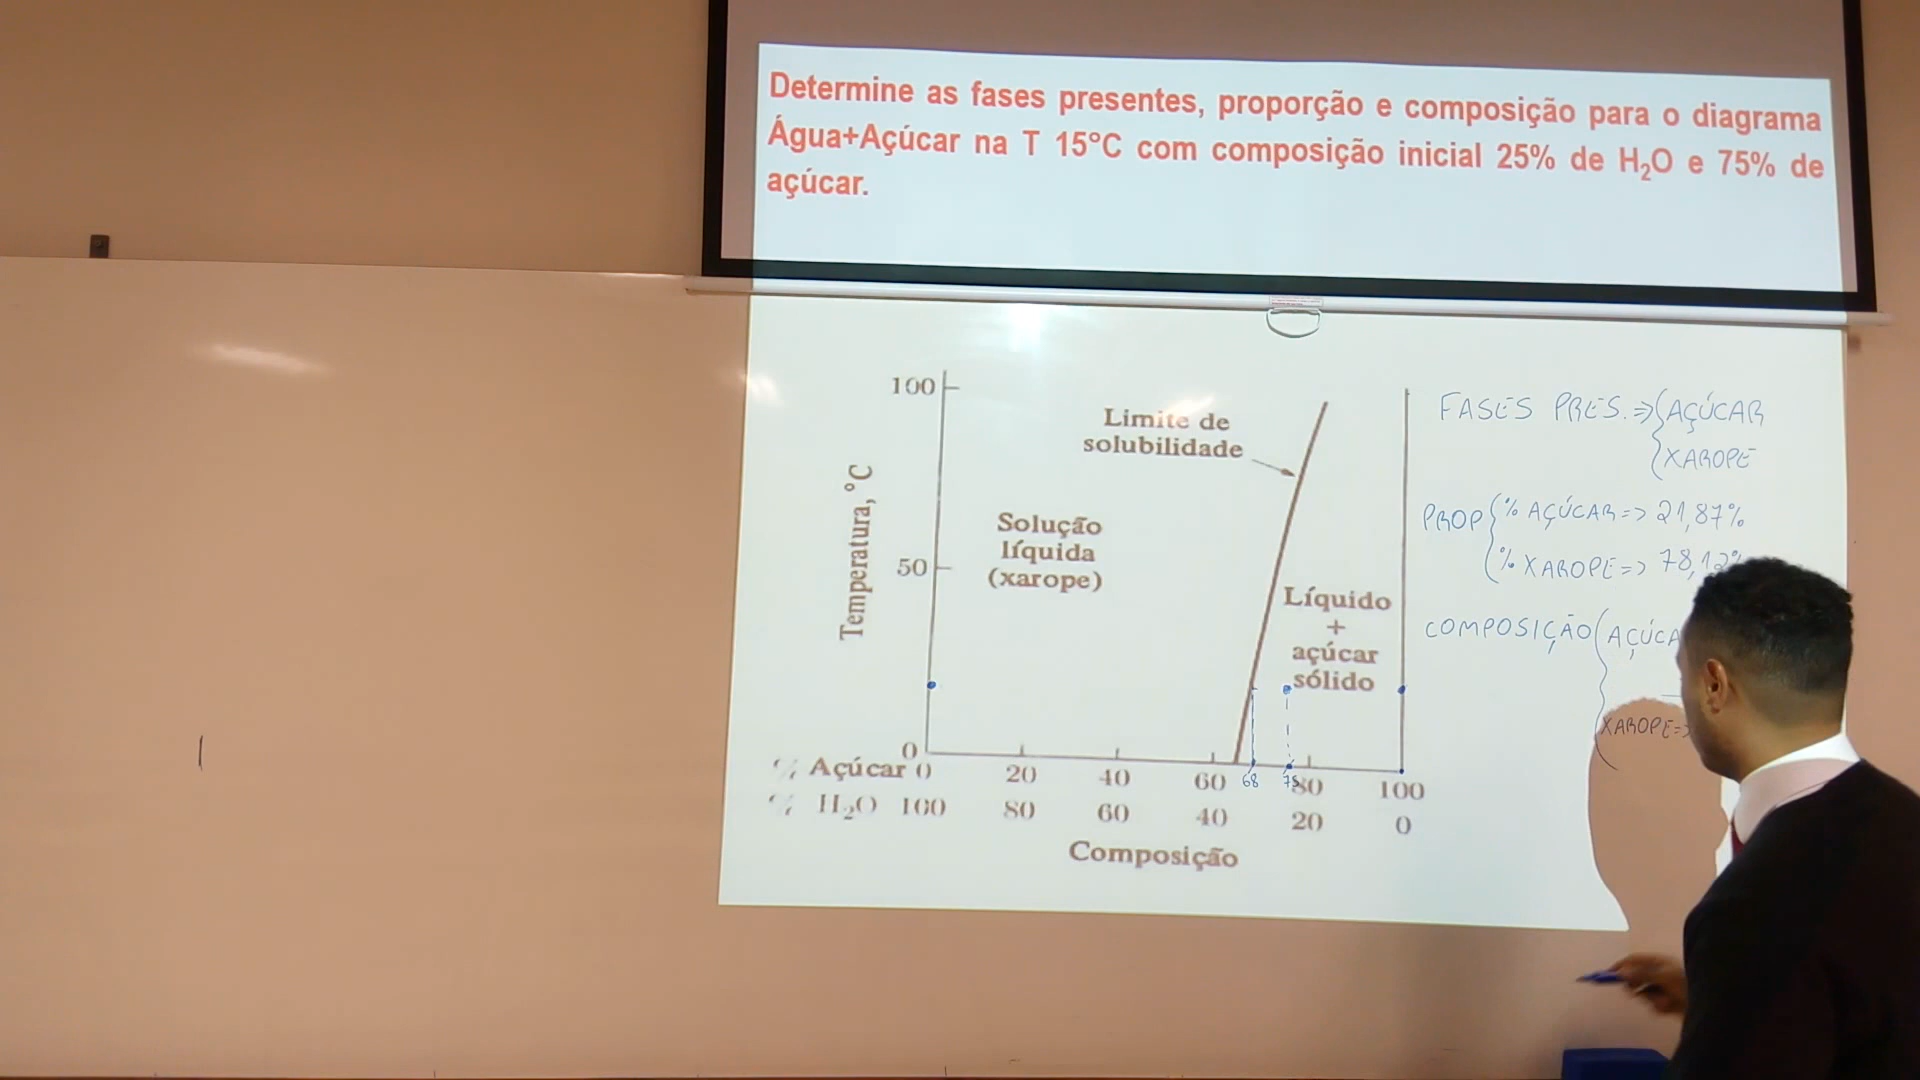 Determine as fases presentes, proporção e composição para o diagrama
Água+Açúcar na T 15°C com composição inicial 25% de H₂O e 75% de
açúcar.
100
Limite de
solubilidade
Temperatura, °C
Solução
líquida
(xarope)
50
Líquido
+
açúcar
sólido
0
% Açúcar 0 20 40 60 68 75 80 100
% H₂O 100 80 60 40 20 0
Composição
FASES PRES. => AÇÚCAR
XAROPE
PROP % AÇÚCAR => 21,87%
% XAROPE => 78,12%
COMPOSIÇÃO
XAROPE =>